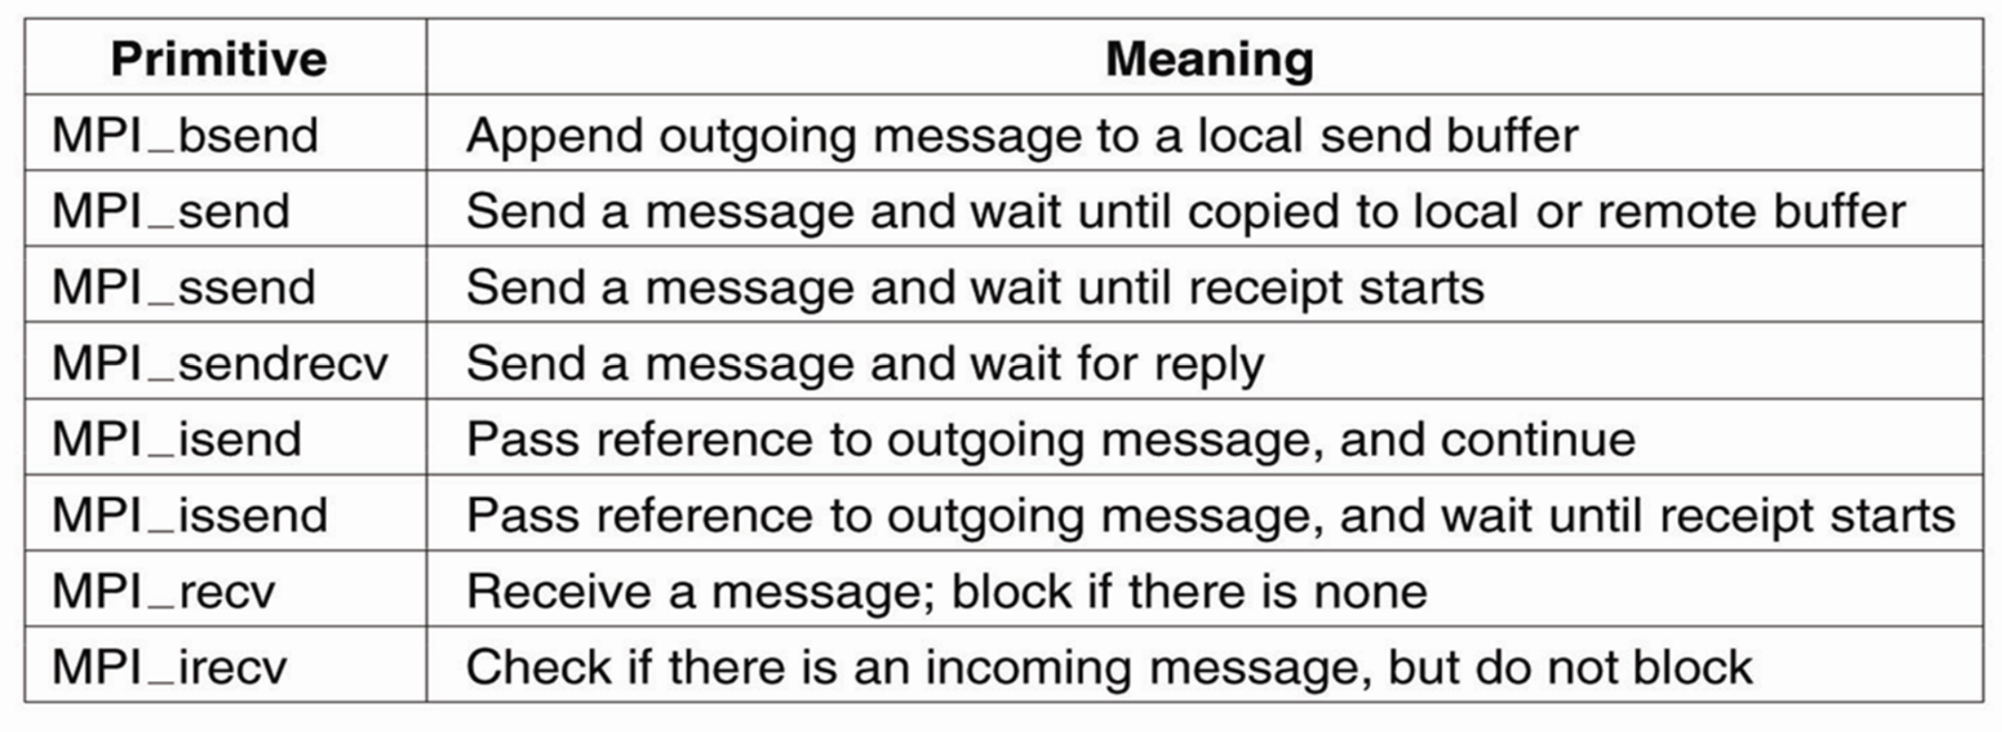 Primitive Meaning
MPI_bsend Append outgoing message to a local send buffer
MPI_send Send a message and wait until copied to local or remote buffer
MPI_ssend Send a message and wait until receipt starts
MPI_sendrecv Send a message and wait for reply
MPI_isend Pass reference to outgoing message, and continue
MPI_issend Pass reference to outgoing message, and wait until receipt starts
MPI_recv Receive a message; block if there is none
MPI_irecv Check if there is an incoming message, but do not block